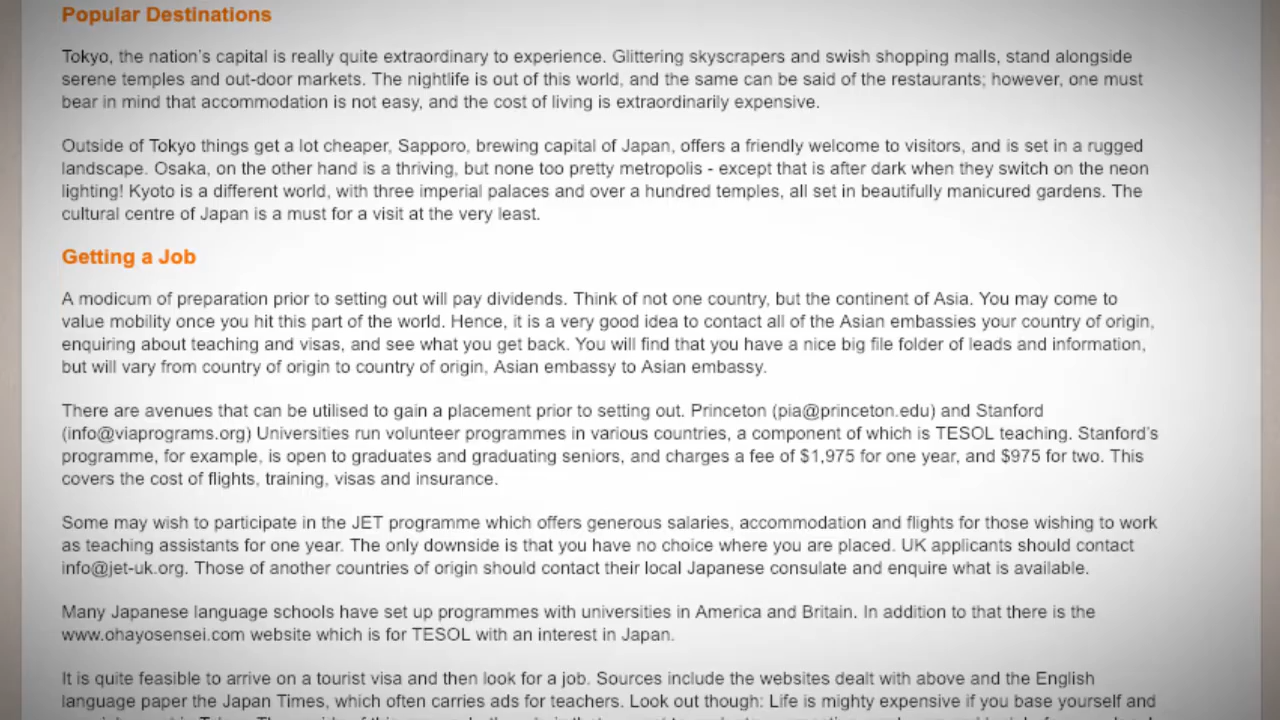 Popular Destinations
Tokyo, the nation's capital is really quite extraordinary to experience. Glittering skyscrapers and swish shopping malls, stand alongside
serene temples and out-door markets. The nightlife is out of this world, and the same can be said of the restaurants; however, one must
bear in mind that accommodation is not easy, and the cost of living is extraordinarily expensive.
Outside of Tokyo things get a lot cheaper, Sapporo, brewing capital of Japan, offers a friendly welcome to visitors, and is set in a rugged
landscape. Osaka, on the other hand is a thriving, but none too pretty metropolis - except that is after dark when they switch on the neon
lighting! Kyoto is a different world, with three imperial palaces and over a hundred temples, all set in beautifully manicured gardens. The
cultural centre of Japan is a must for a visit at the very least.
Getting a Job
A modicum of preparation prior to setting out will pay dividends. Think of not one country, but the continent of Asia. You may come to
value mobility once you hit this part of the world. Hence, it is a very good idea to contact all of the Asian embassies your country of origin,
enquiring about teaching and visas, and see what you get back. You will find that you have a nice big file folder of leads and information,
but will vary from country of origin to country of origin, Asian embassy to Asian embassy.
There are avenues that can be utilised to gain a placement prior to setting out. Princeton (pia@princeton.edu) and Stanford
(info@viaprograms.org) Universities run volunteer programmes in various countries, a component of which is TESOL teaching. Stanford's
programme, for example, is open to graduates and graduating seniors, and charges a fee of $1,975 for one year, and $975 for two. This
covers the cost of flights, training, visas and insurance.
Some may wish to participate in the JET programme which offers generous salaries, accommodation and flights for those wishing to work
as teaching assistants for one year. The only downside is that you have no choice where you are placed. UK applicants should contact
info@jet-uk.org. Those of another countries of origin should contact their local Japanese consulate and enquire what is available.
Many Japanese language schools have set up programmes with universities in America and Britain. In addition to that there is the
www.ohayosensei.com website which is for TESOL with an interest in Japan.
It is quite feasible to arrive on a tourist visa and then look for a job. Sources include the websites dealt with above and the English
language paper the Japan Times, which often carries ads for teachers. Look out though: Life is mighty expensive if you base yourself and